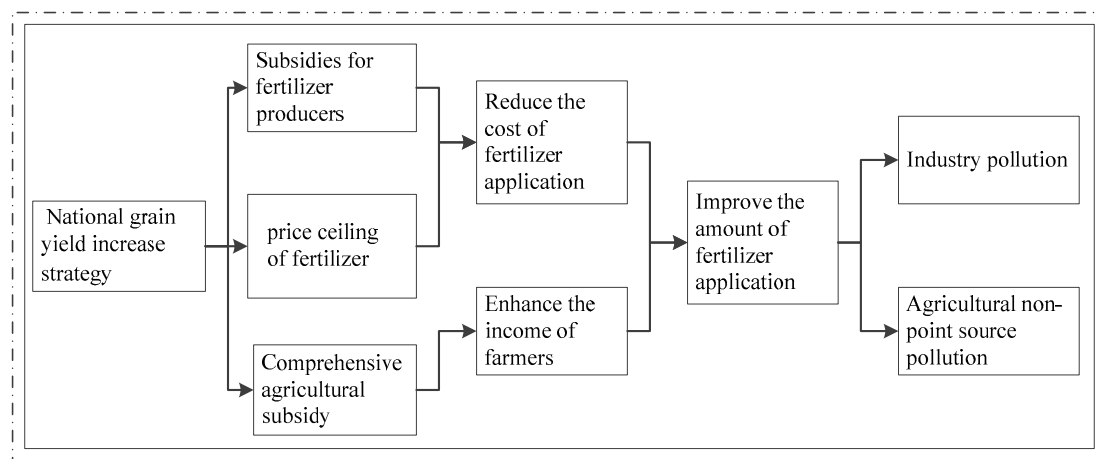 National grain
yield increase
strategy
Subsidies for
fertilizer
producers
price ceiling
of fertilizer
Comprehensive
agricultural
subsidy
Reduce the
cost of
fertilizer
application
Enhance the
income of
farmers
Improve the
amount of
fertilizer
application
Industry pollution
Agricultural non-
point source
pollution